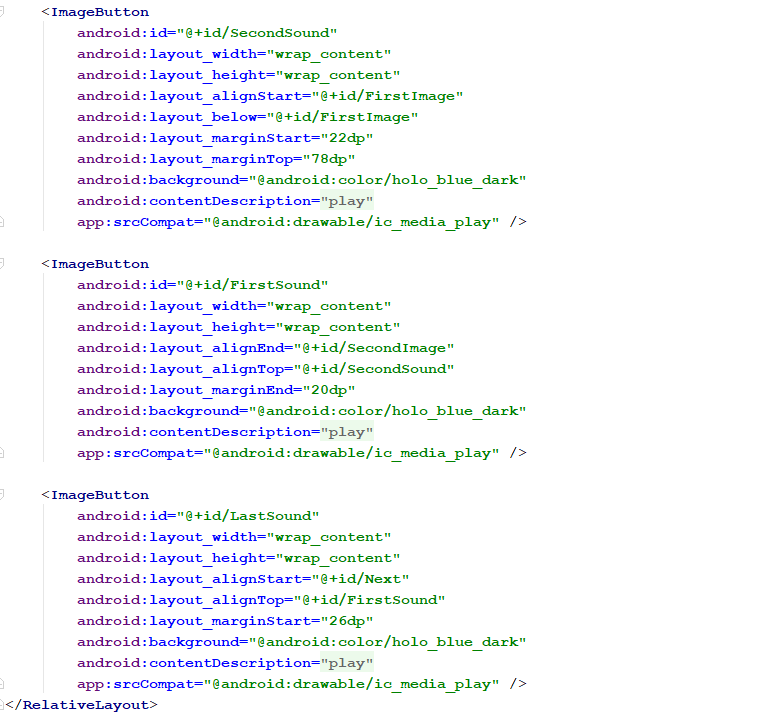 <ImageButton
android:id="@+id/SecondSound"
android:layout_width="wrap_content"
android:layout_height="wrap_content"
android:layout_alignStart="@+id/FirstImage"
android:layout_below="@+id/FirstImage"
android:layout_marginStart="22dp"
android:layout_marginTop="78dp"
android:background="@android:color/holo_blue_dark"
android:contentDescription="play"
app:srcCompat="@android:drawable/ic_media_play" />
<ImageButton
android:id="@+id/FirstSound"
android:layout_width="wrap_content"
android:layout_height="wrap_content"
android:layout_alignEnd="@+id/SecondImage"
android:layout_alignTop="@+id/SecondSound"
android:layout_marginEnd="20dp"
android:background="@android:color/holo_blue_dark"
android:contentDescription="play"
app:srcCompat="@android:drawable/ic_media_play" />
<ImageButton
android:id="@+id/LastSound"
android:layout_width="wrap_content"
android:layout_height="wrap_content"
android:layout_alignStart="@+id/Next"
android:layout_alignTop="@+id/FirstSound"
android:layout_marginStart="26dp"
android:background="@android:color/holo_blue_dark"
android:contentDescription="play"
app:srcCompat="@android:drawable/ic_media_play" />
</RelativeLayout>